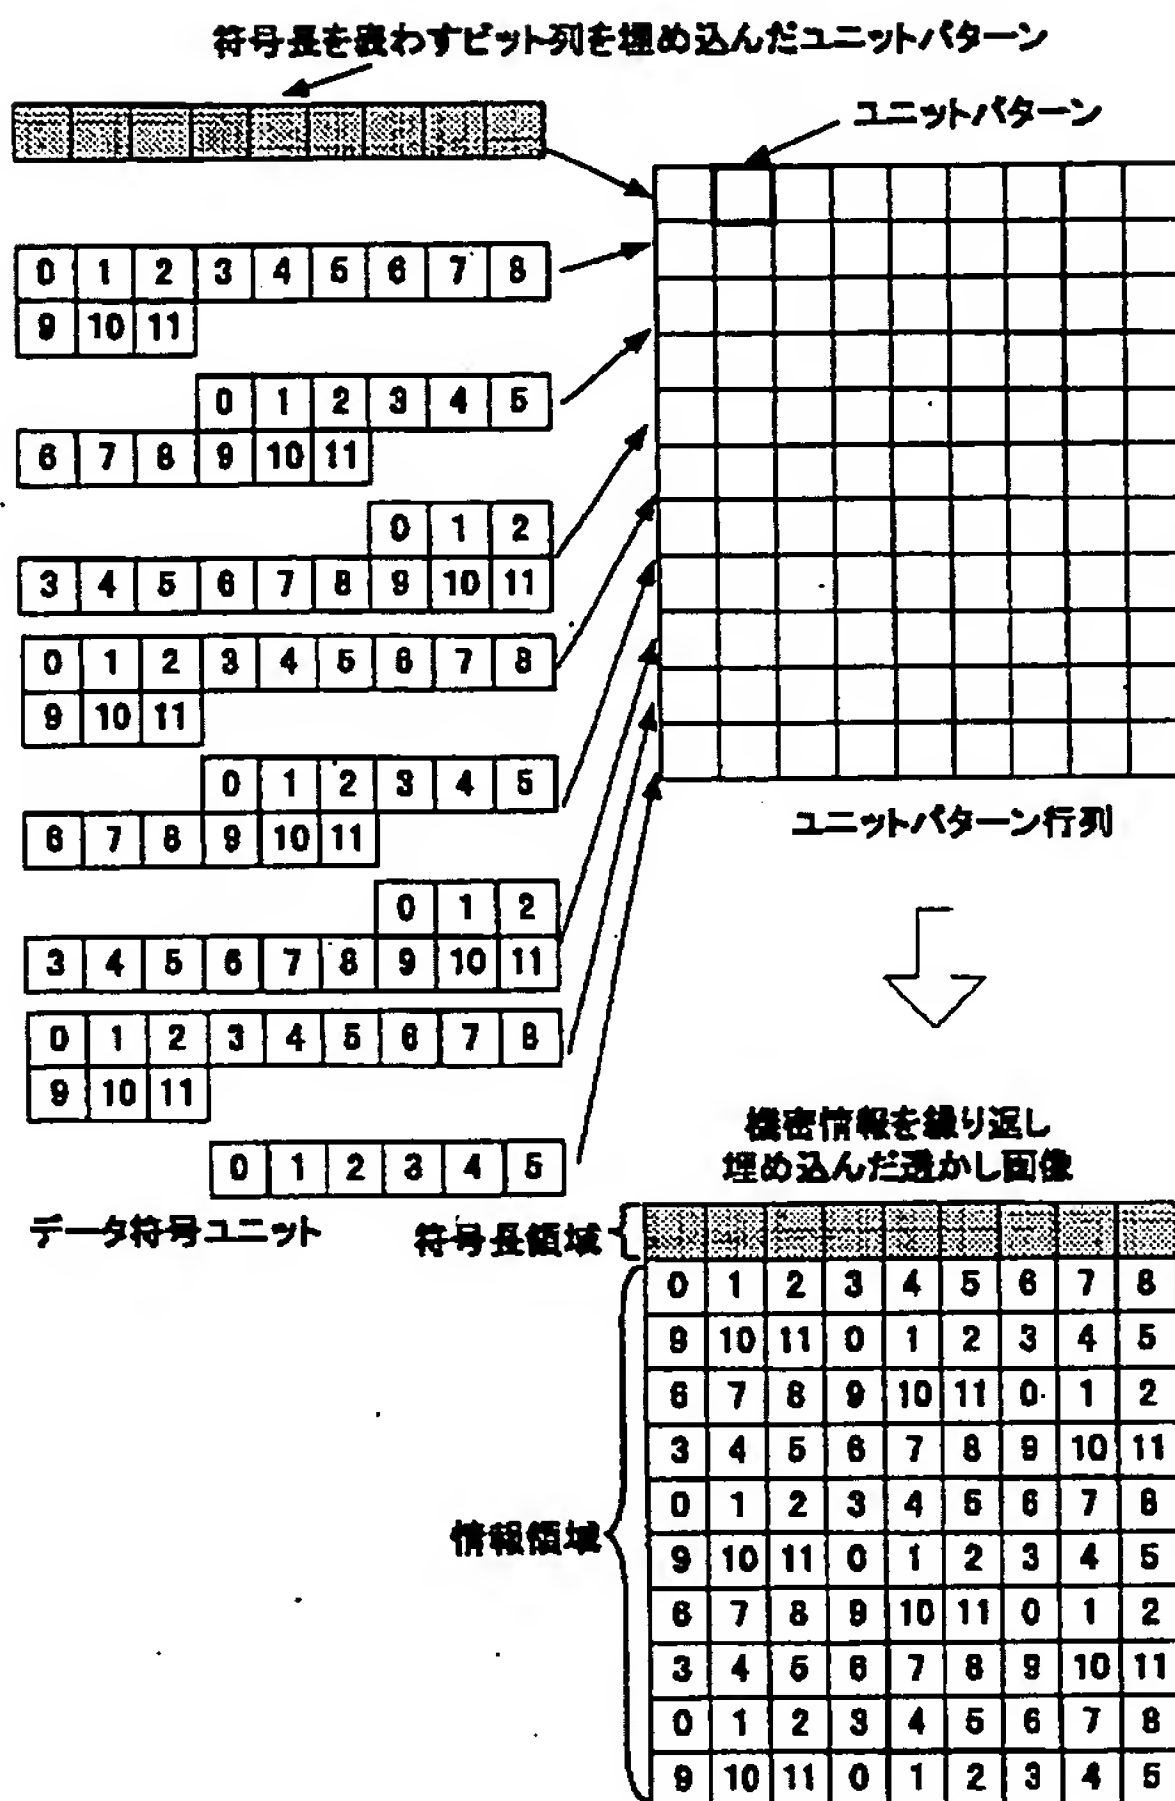 符号長を表わすビット列を埋め込んだユニットパターン
ユニットパターン
0 1 2 3 4 5 6 7 8
9 10 11
0 1 2 3 4 5
6 7 8 9 10 11
0 1 2
3 4 5 6 7 8 9 10 11
0 1 2 3 4 5 6 7 8
9 10 11
0 1 2 3 4 5
6 7 8 9 10 11
0 1 2
3 4 5 6 7 8 9 10 11
0 1 2 3 4 5 6 7 8
9 10 11
0 1 2 3 4 5
データ符号ユニット
ユニットパターン行列
機密情報を繰り返し
埋め込んだ透かし画像
符号長領域
情報領域
0 1 2 3 4 5 6 7 8
9 10 11 0 1 2 3 4 5
6 7 8 9 10 11 0 1 2
3 4 5 6 7 8 9 10 11
0 1 2 3 4 5 6 7 8
9 10 11 0 1 2 3 4 5
6 7 8 9 10 11 0 1 2
3 4 5 6 7 8 9 10 11
0 1 2 3 4 5 6 7 8
9 10 11 0 1 2 3 4 5